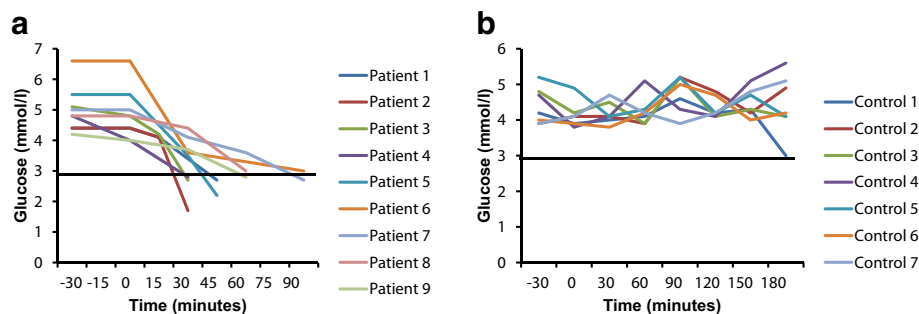 a
Glucose (mmol/l)
7
6
5
4
3
2
1
0
-30 -15 0 15 30 45 60 75 90
Time (minutes)
Patient 1
Patient 2
Patient 3
Patient 4
Patient 5
Patient 6
Patient 7
Patient 8
Patient 9
b
Glucose (mmol/l)
6
5
4
3
2
1
0
-30 0 30 60 90 120 150 180
Time (minutes)
Control 1
Control 2
Control 3
Control 4
Control 5
Control 6
Control 7